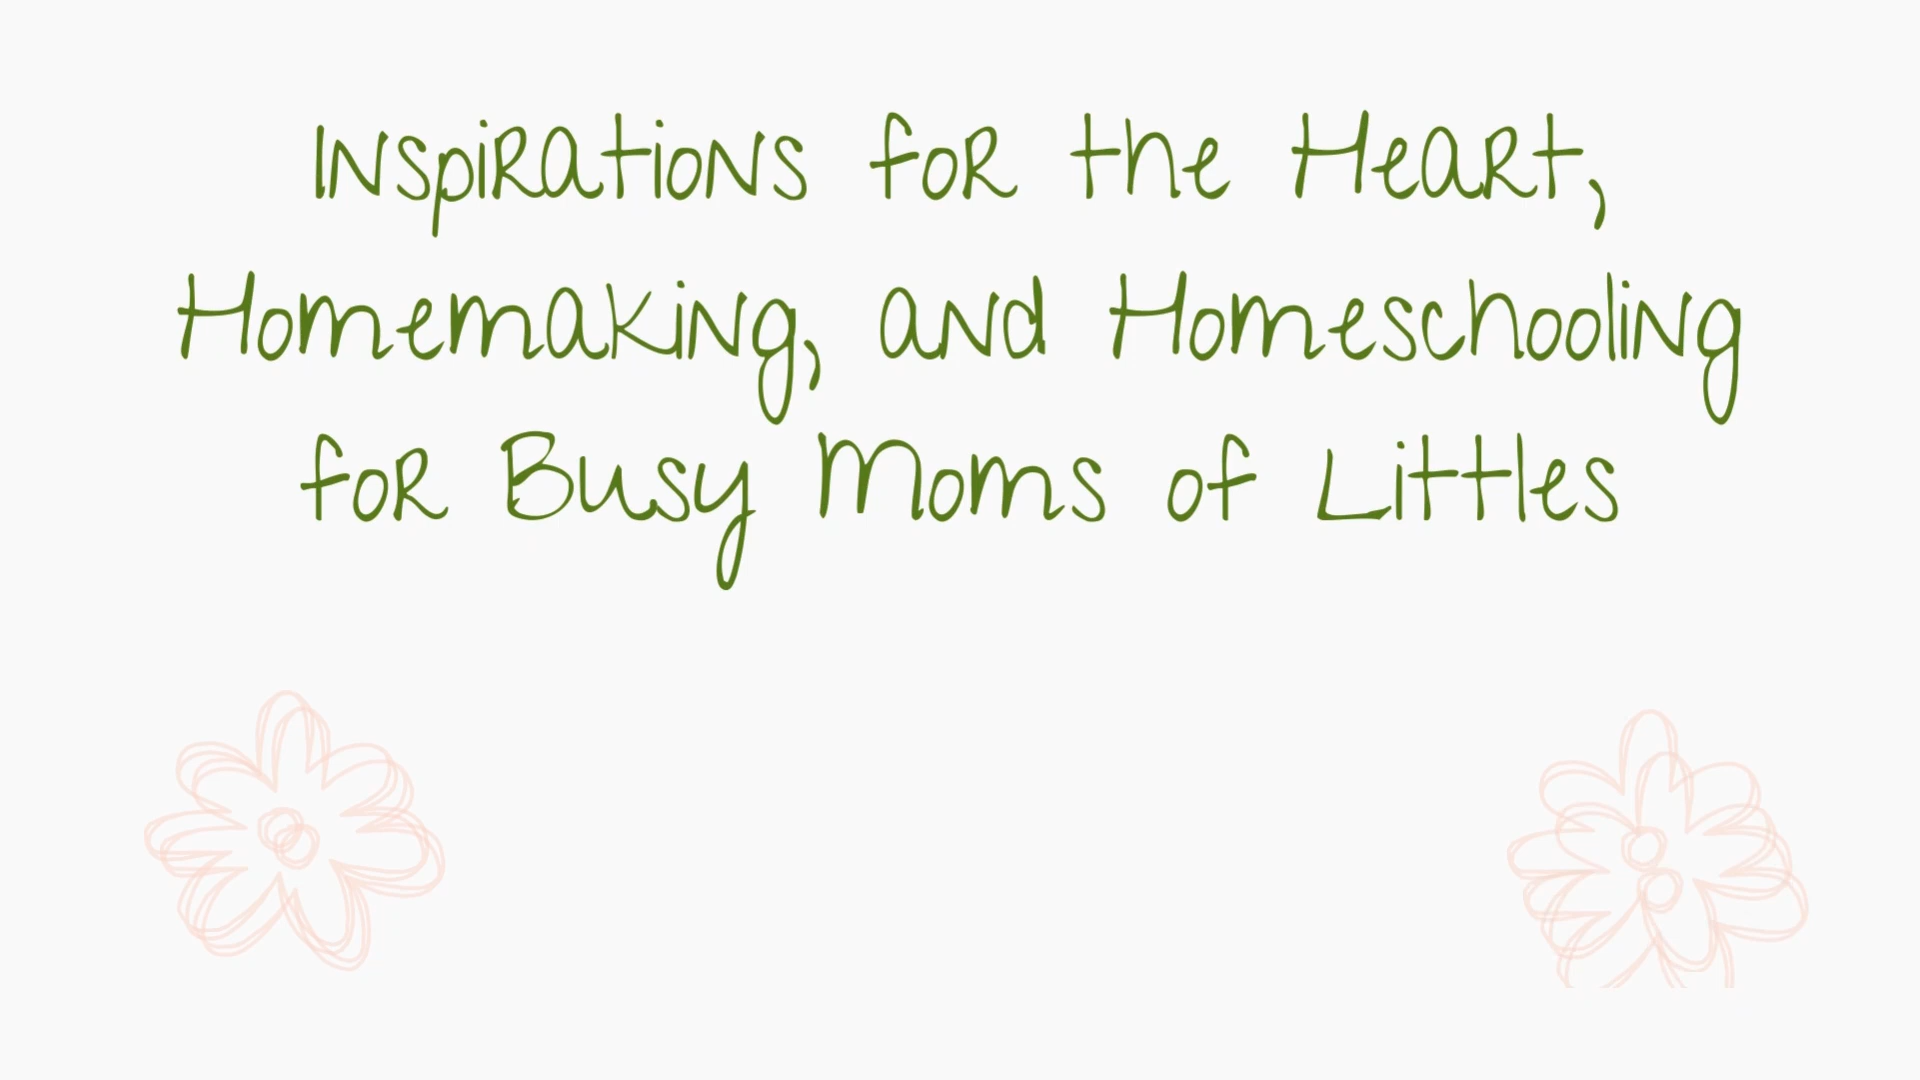 Inspirations for the Heart,
Homemaking, and Homeschooling
for Busy Moms of Littles